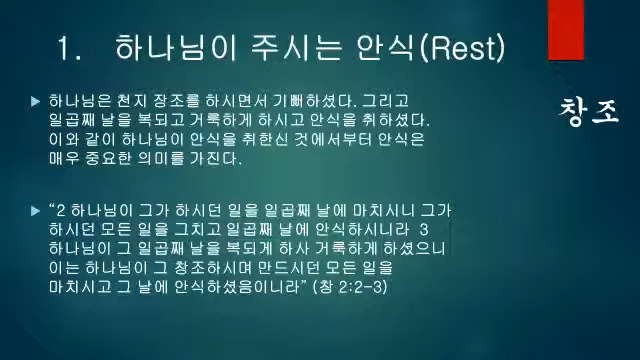 1. 하나님이 주시는 안식(Rest)
하나님은 천지 장조를 하시면서 기뻐하셨다. 그리고
일곱째 날을 복되고 거룩하게 하시고 안식을 취하셨다.
이와 같이 하나님이 안식을 취한신 것에서부터 안식은
매우 중요한 의미를 가진다.
창조
“2 하나님이 그가 하시던 일을 일곱째 날에 마치시니 그가
하시던 모든 일을 그치고 일곱째 날에 안식하시니라 3
하나님이 그 일곱째 날을 복되게 하사 거룩하게 하셨으니
이는 하나님이 그 창조하시며 만드시던 모든 일을
마치시고 그 날에 안식하셨음이니라” (창 2:2-3)